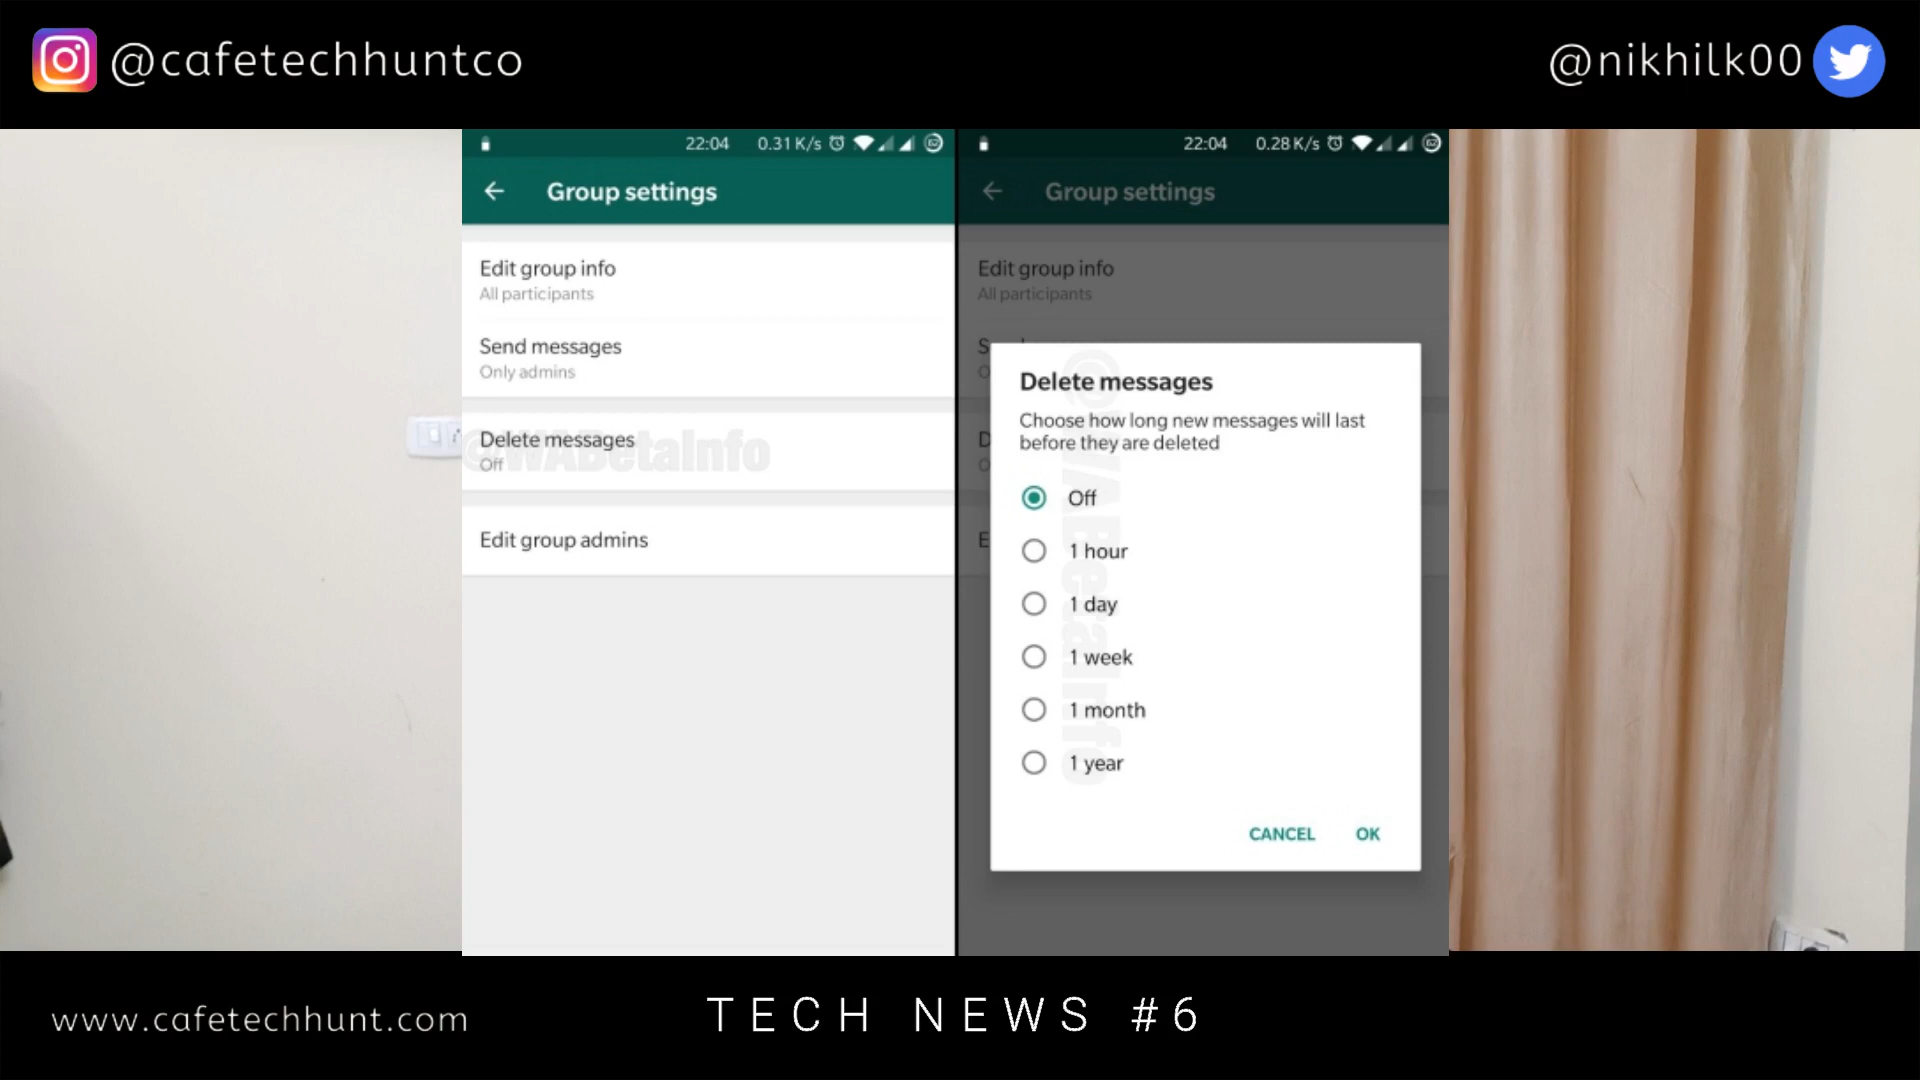 @cafetechhuntco
@nikhilk00
22:04 0.31 K/s 62
Group settings
Edit group info
All participants
Send messages
Only admins
Delete messages
Off
@WABetaInfo
Edit group admins
22:04 0.28 K/s 62
Group settings
Edit group info
All participants
Delete messages
Choose how long new messages will last
before they are deleted
Off
1 hour
1 day
1 week
1 month
1 year
@WABetaInfo
CANCEL OK
www.cafetechhunt.com
TECH NEWS #6